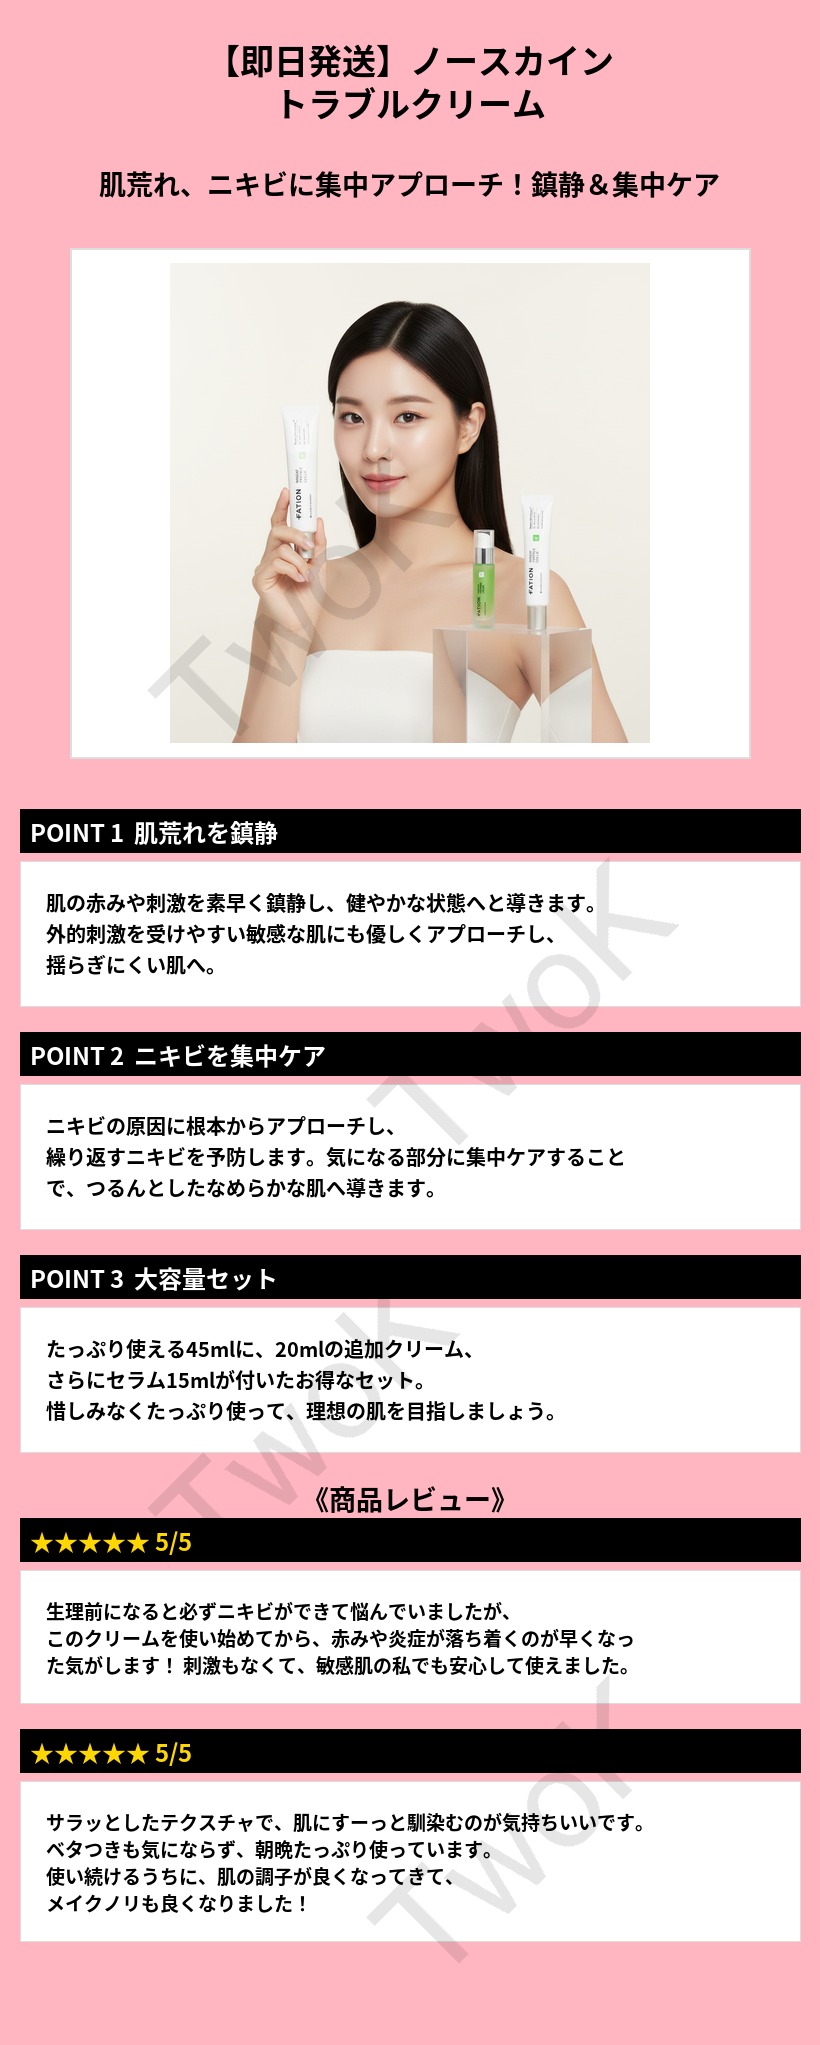 【即日発送】ノースカイン
トラブルクリーム
肌荒れ、ニキビに集中アプローチ！鎮静＆集中ケア
FATION
FATION
FATION
POINT 1 肌荒れを鎮静
肌の赤みや刺激を素早く鎮静し、健やかな状態へと導きます。
外的刺激を受けやすい敏感な肌にも優しくアプローチし、
揺らぎにくい肌へ。
POINT 2 ニキビを集中ケア
ニキビの原因に根本からアプローチし、
繰り返すニキビを予防します。気になる部分に集中ケアすること
で、つるんとしたなめらかな肌へ導きます。
POINT 3 大容量セット
たっぷり使える45mlに、20mlの追加クリーム、
さらにセラム15mlが付いたお得なセット。
惜しみなくたっぷり使って、理想の肌を目指しましょう。
《商品レビュー》
★★★★★ 5/5
生理前になると必ずニキビができて悩んでいましたが、
このクリームを使い始めてから、赤みや炎症が落ち着くのが早くなっ
た気がします！ 刺激もなくて、敏感肌の私でも安心して使えました。
★★★★★ 5/5
サラッとしたテクスチャで、肌にすーっと馴染むのが気持ちいいです。
ベタつきも気にならず、朝晩たっぷり使っています。
使い続けるうちに、肌の調子が良くなってきて、
メイクノリも良くなりました！
TwoK
TwoK
TwoK
TwoK